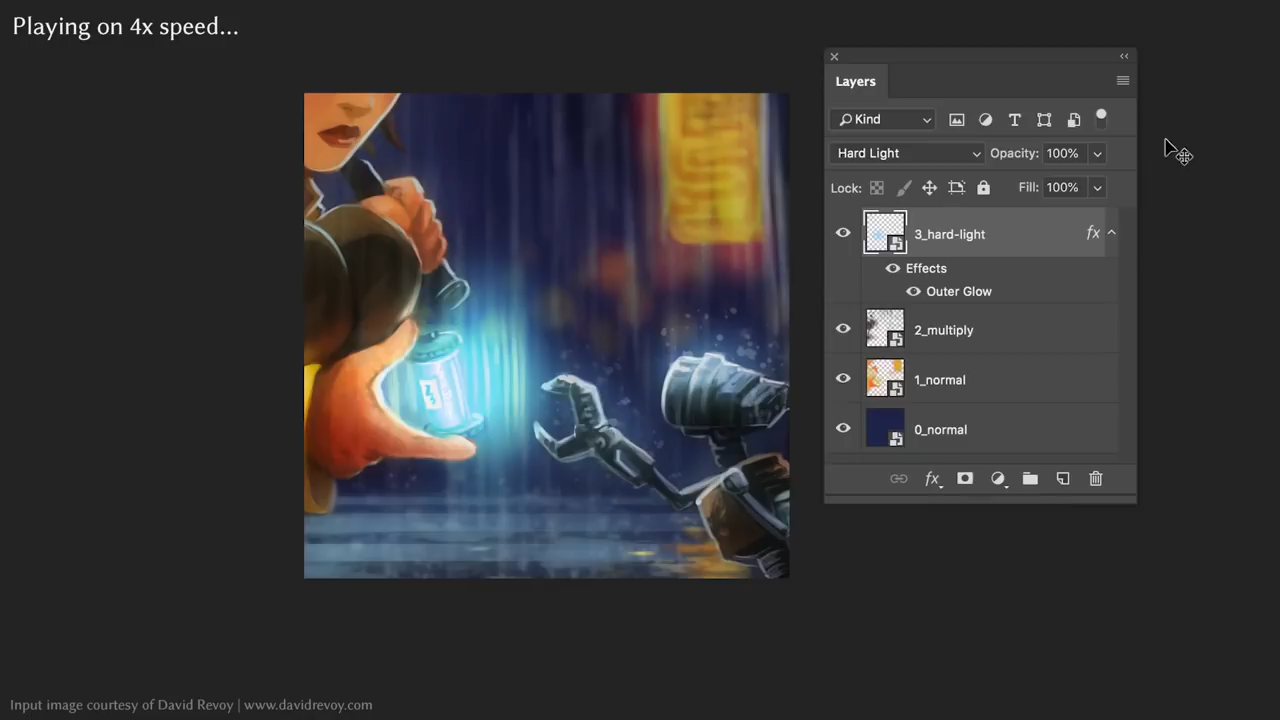 Playing on 4x speed...
Layers
Kind
Hard Light
Opacity: 100%
Lock:
Fill: 100%
3_hard-light fx
Effects
Outer Glow
2_multiply
1_normal
0_normal
fx
Input image courtesy of David Revoy | www.davidrevoy.com